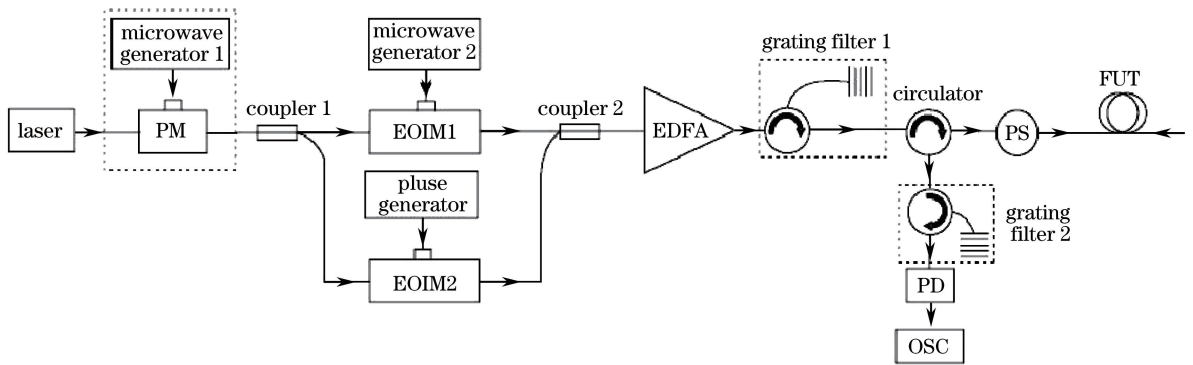 microwave
generator 1
microwave
generator 2
grating filter 1
FUT
circulator
coupler 1
coupler 2
laser
PM
EOIM1
EDFA
PS
pluse
generator
grating
filter 2
EOIM2
PD
OSC